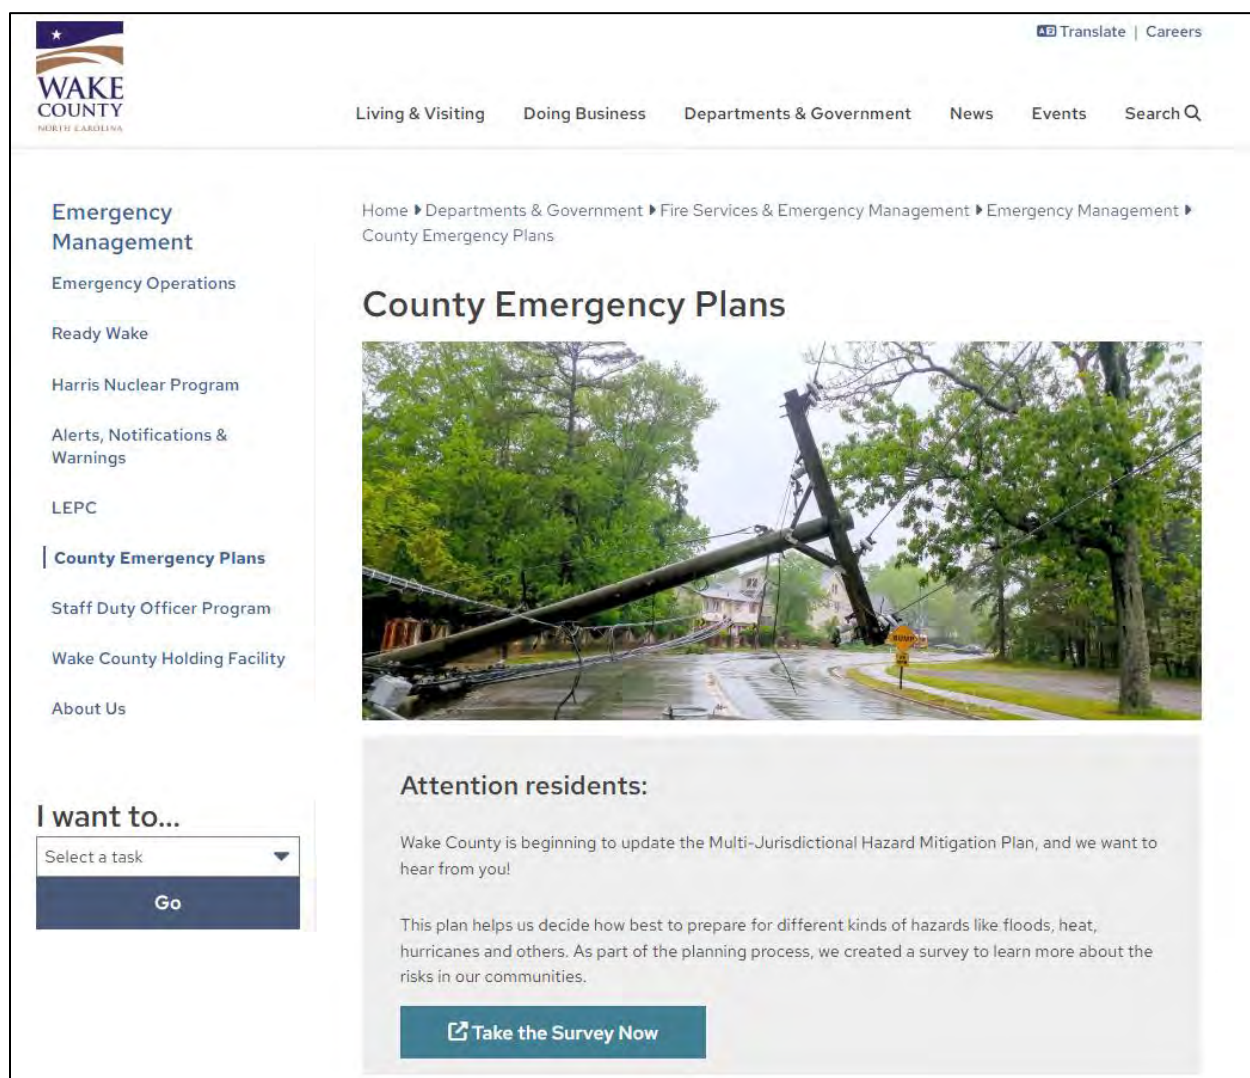 Translate | Careers
WAKE
COUNTY
NORTH CAROLINA
Living & Visiting Doing Business Departments & Government News Events Search
Emergency
Management
Emergency Operations
Ready Wake
Harris Nuclear Program
Alerts, Notifications &
Warnings
LEPC
County Emergency Plans
Staff Duty Officer Program
Wake County Holding Facility
About Us
I want to...
Select a task
Go
Home Departments & Government Fire Services & Emergency Management Emergency Management
County Emergency Plans
County Emergency Plans
BUMP
Attention residents:
Wake County is beginning to update the Multi-Jurisdictional Hazard Mitigation Plan, and we want to
hear from you!
This plan helps us decide how best to prepare for different kinds of hazards like floods, heat,
hurricanes and others. As part of the planning process, we created a survey to learn more about the
risks in our communities.
Take the Survey Now